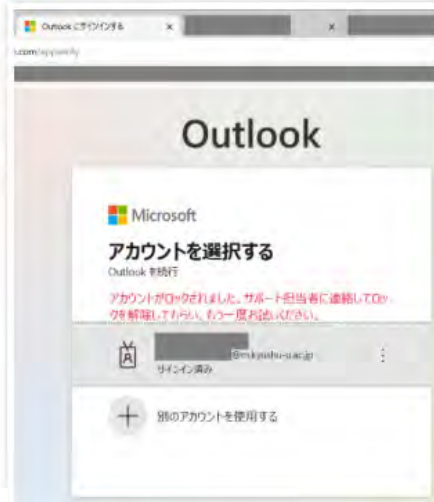 Outlook にサインインする
Outlook
Microsoft
アカウントを選択する
Outlook を続行
アカウントがロックされました。サポート担当者に連絡してロッ
クを解除してもらい、もう一度お試しください。
@m.kyushu-u.ac.jp
サインイン済み
別のアカウントを使用する